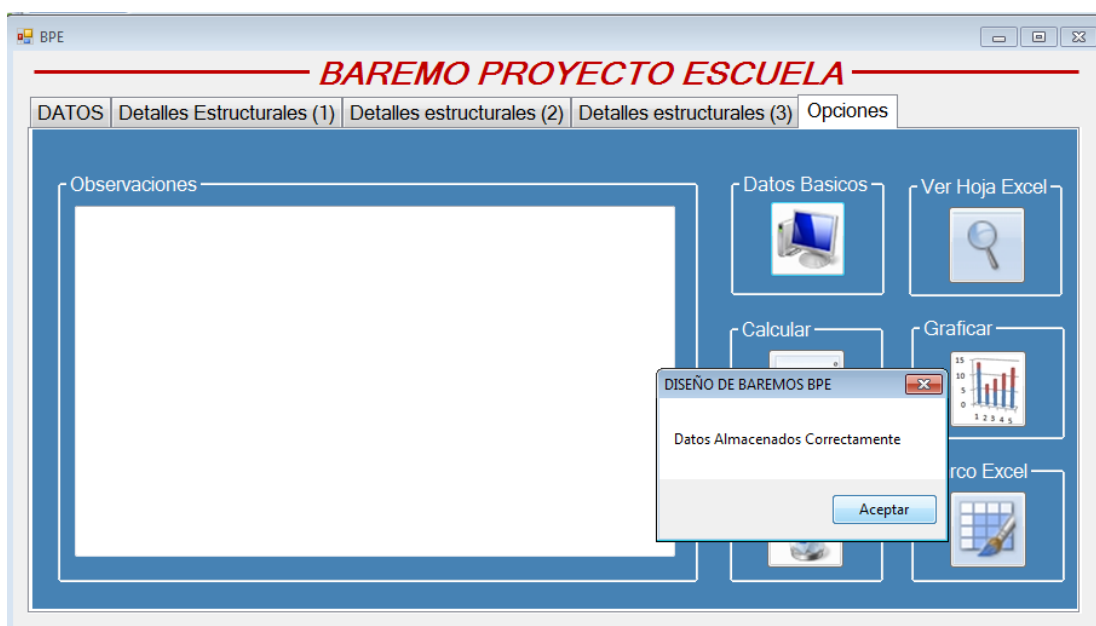 BPE
BAREMO PROYECTO ESCUELA
DATOS Detalles Estructurales (1) Detalles estructurales (2) Detalles estructurales (3) Opciones
Observaciones
Datos Basicos
Ver Hoja Excel
Calcular
Graficar
15
10
5
0
1 2 3 4 5
DISEÑO DE BAREMOS BPE
Datos Almacenados Correctamente
Aceptar
rco Excel